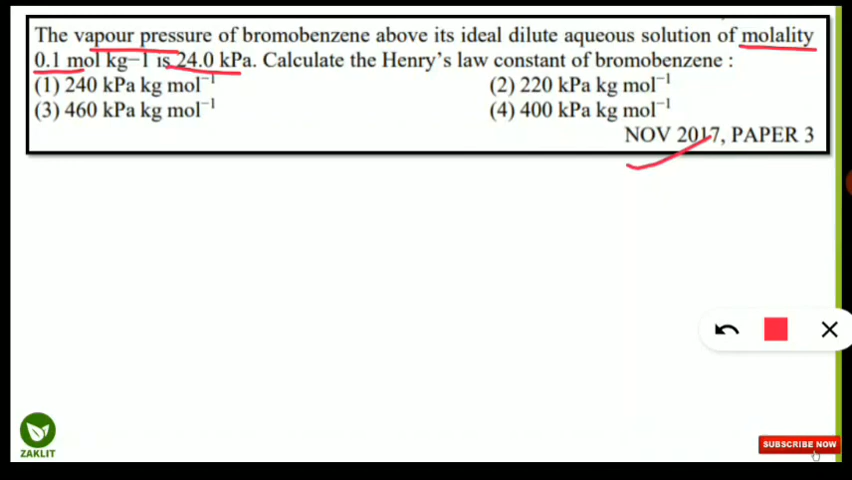 The vapour pressure of bromobenzene above its ideal dilute aqueous solution of molality
0.1 mol kg−1 is 24.0 kPa. Calculate the Henry's law constant of bromobenzene :
(1) 240 kPa kg mol⁻¹ (2) 220 kPa kg mol⁻¹
(3) 460 kPa kg mol⁻¹ (4) 400 kPa kg mol⁻¹
NOV 2017, PAPER 3
ZAKLIT
SUBSCRIBE NOW